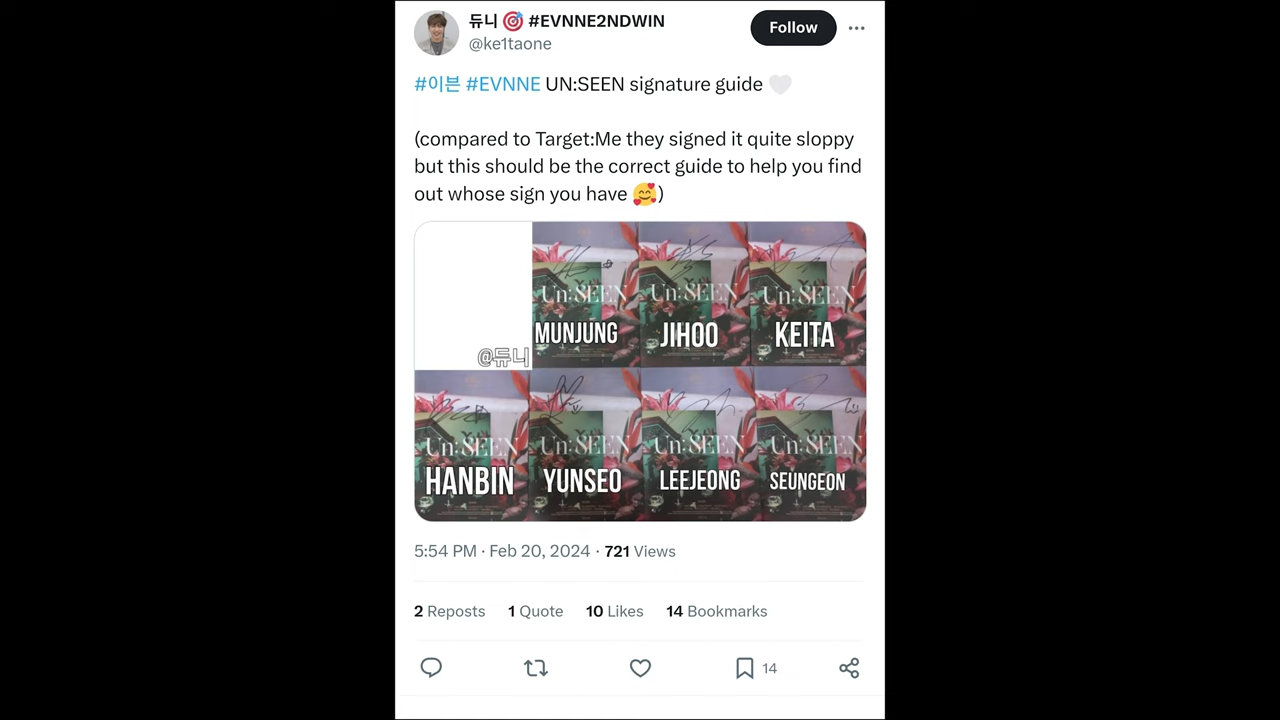 듀니 🎯 #EVNNE2NDWIN
@ke1taone
Follow
#이븐 #EVNNE UN:SEEN signature guide 🤍
(compared to Target:Me they signed it quite sloppy
but this should be the correct guide to help you find
out whose sign you have 🥰)
@듀니
Un:SEEN Un:SEEN Un:SEEN
MUNJUNG JIHOO KEITA
Un:SEEN Un:SEEN Un:SEEN Un:SEEN
HANBIN YUNSEO LEEJEONG SEUNGEON
5:54 PM · Feb 20, 2024 · 721 Views
2 Reposts 1 Quote 10 Likes 14 Bookmarks
14